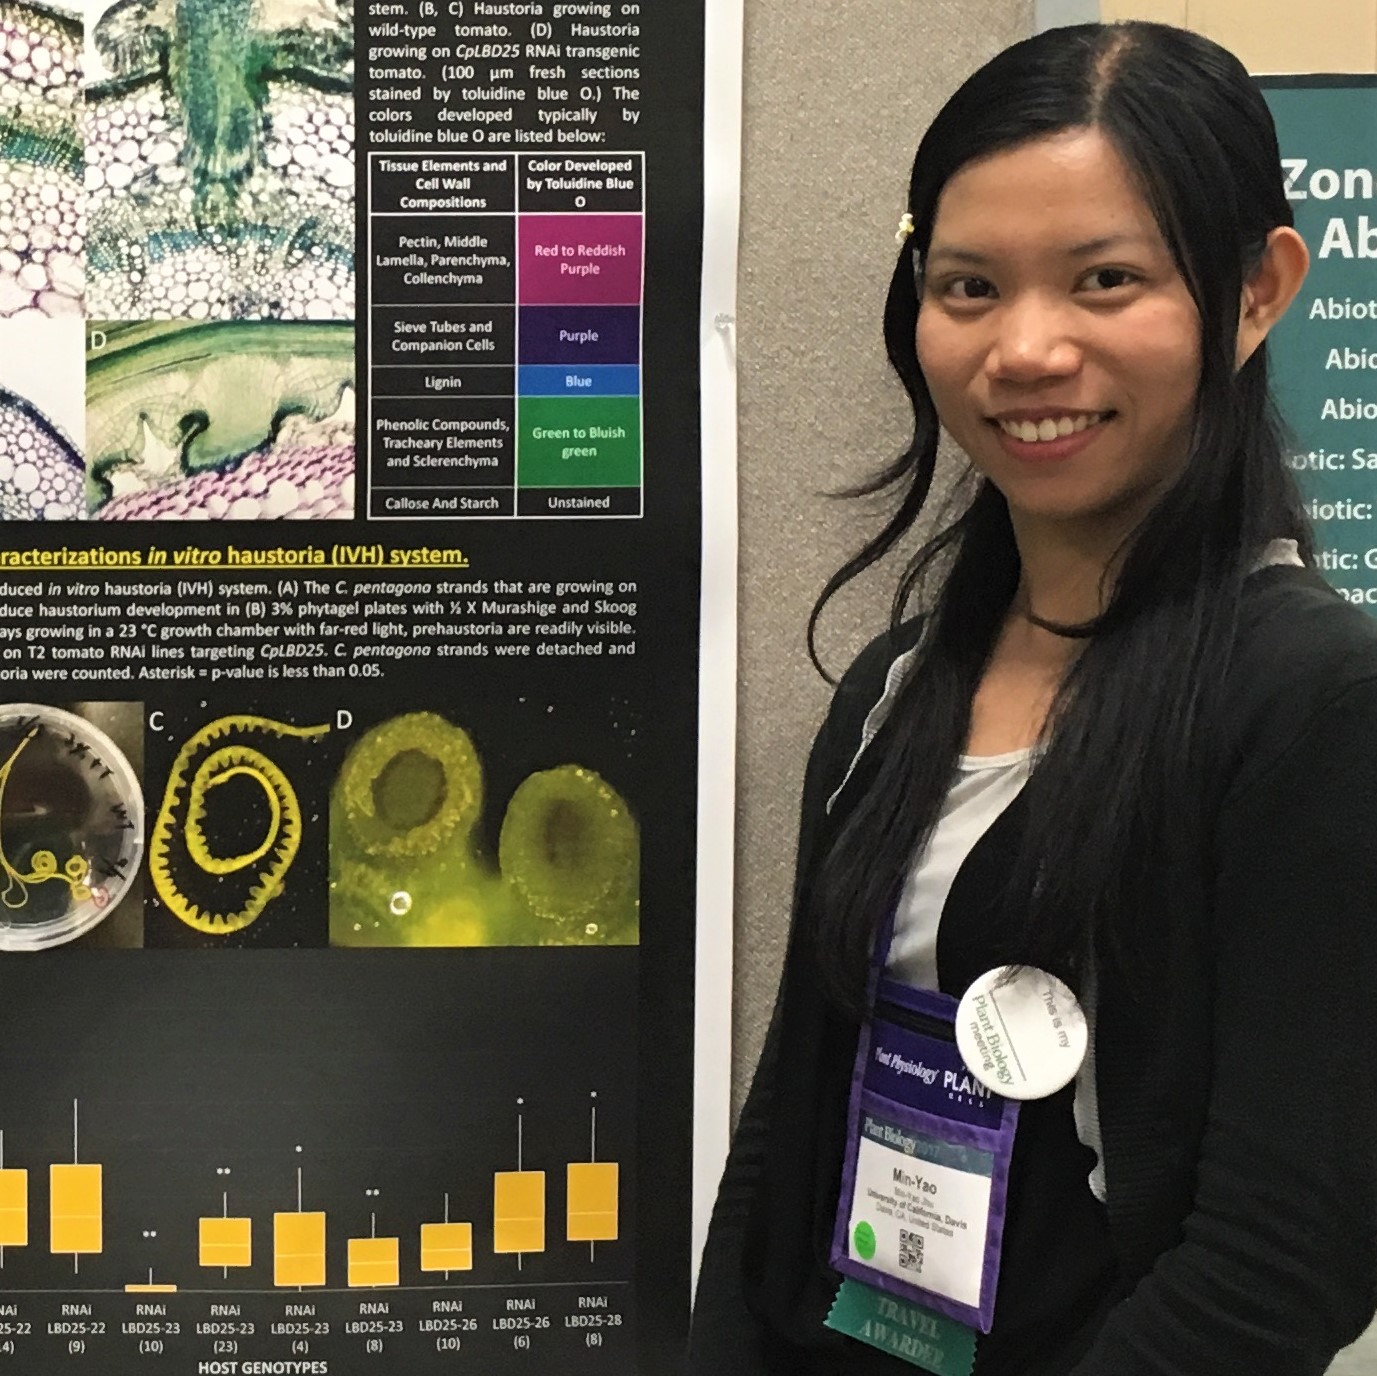 stem. (B, C) Haustoria growing on
wild-type tomato. (D) Haustoria
growing on CpLBD25 RNAi transgenic
tomato. (100 µm fresh sections
stained by toluidine blue O.) The
colors developed typically by
toluidine blue O are listed below:
Tissue Elements and
Cell Wall
Compositions
Color Developed
by Toluidine Blue
O
Pectin, Middle
Lamella, Parenchyma,
Collenchyma
Red to Reddish
Purple
Sieve Tubes and
Companion Cells
Purple
Lignin
Blue
Phenolic Compounds,
Tracheary Elements
and Sclerenchyma
Green to Bluish
green
Callose And Starch
Unstained
D
racterizations in vitro haustoria (IVH) system.
duced in vitro haustoria (IVH) system. (A) The C. pentagona strands that are growing on
duce haustorium development in (B) 3% phytagel plates with ½ X Murashige and Skoog
ays growing in a 23 °C growth chamber with far-red light, prehaustoria are readily visible.
on T2 tomato RNAi lines targeting CpLBD25. C. pentagona strands were detached and
oria were counted. Asterisk = p-value is less than 0.05.
C
D
**
**
*
**
*
*
NAi
25-22
4)
RNAi
LBD25-22
(9)
RNAi
LBD25-23
(10)
RNAi
LBD25-23
(23)
RNAi
LBD25-23
(4)
RNAi
LBD25-23
(8)
RNAi
LBD25-26
(10)
RNAi
LBD25-26
(6)
RNAi
LBD25-28
(8)
HOST GENOTYPES
Zon
Ab
Abiot
Abio
Abio
otic: Sa
iotic:
tic: G
pac
This is my
Plant Biology
meeting
Plant Physiology
PLANT
CELL
Plant Biology 2017
Min-Yao
University of California, Davis
Davis, CA, United States
TRAVEL
AWARDEE